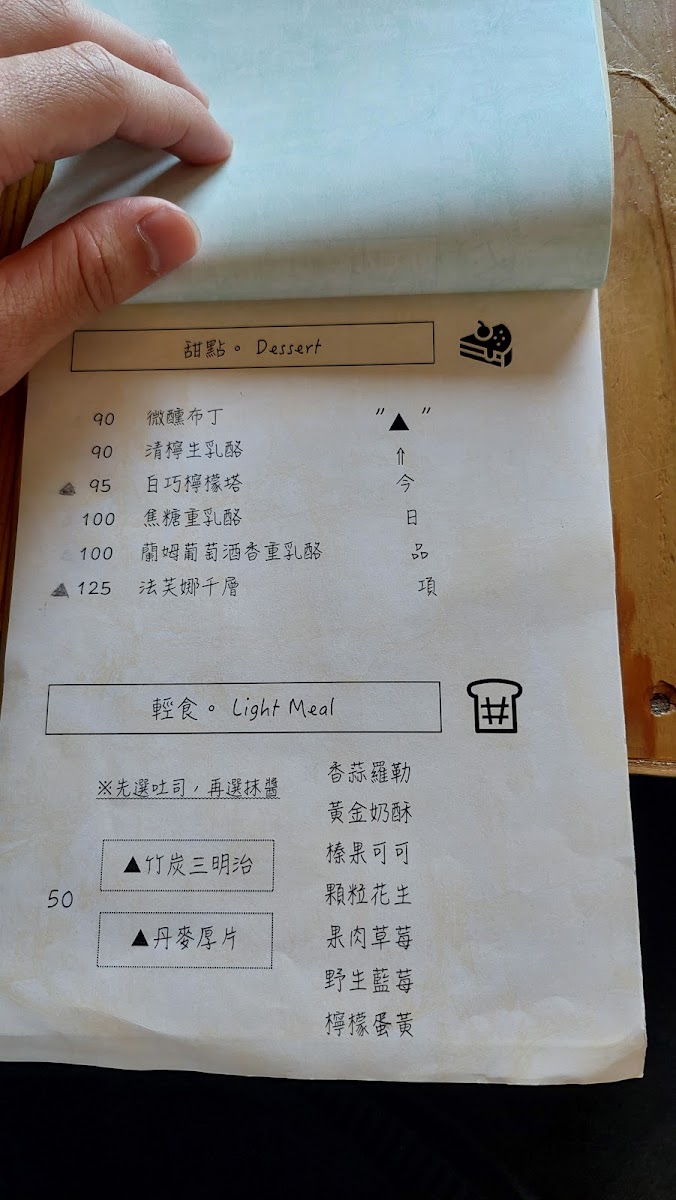 甜點。 Dessert
90 微醺布丁
90 清檸生乳酪
▲ 95 白巧檸檬塔
100 焦糖重乳酪
100 蘭姆葡萄酒香重乳酪
▲ 125 法芙娜千層
"▲"
⇑
今
日
品
項
輕食。 Light Meal
※先選吐司，再選抹醬
50
▲竹炭三明治
▲丹麥厚片
香蒜羅勒
黃金奶酥
榛果可可
顆粒花生
果肉草莓
野生藍莓
檸檬蛋黃